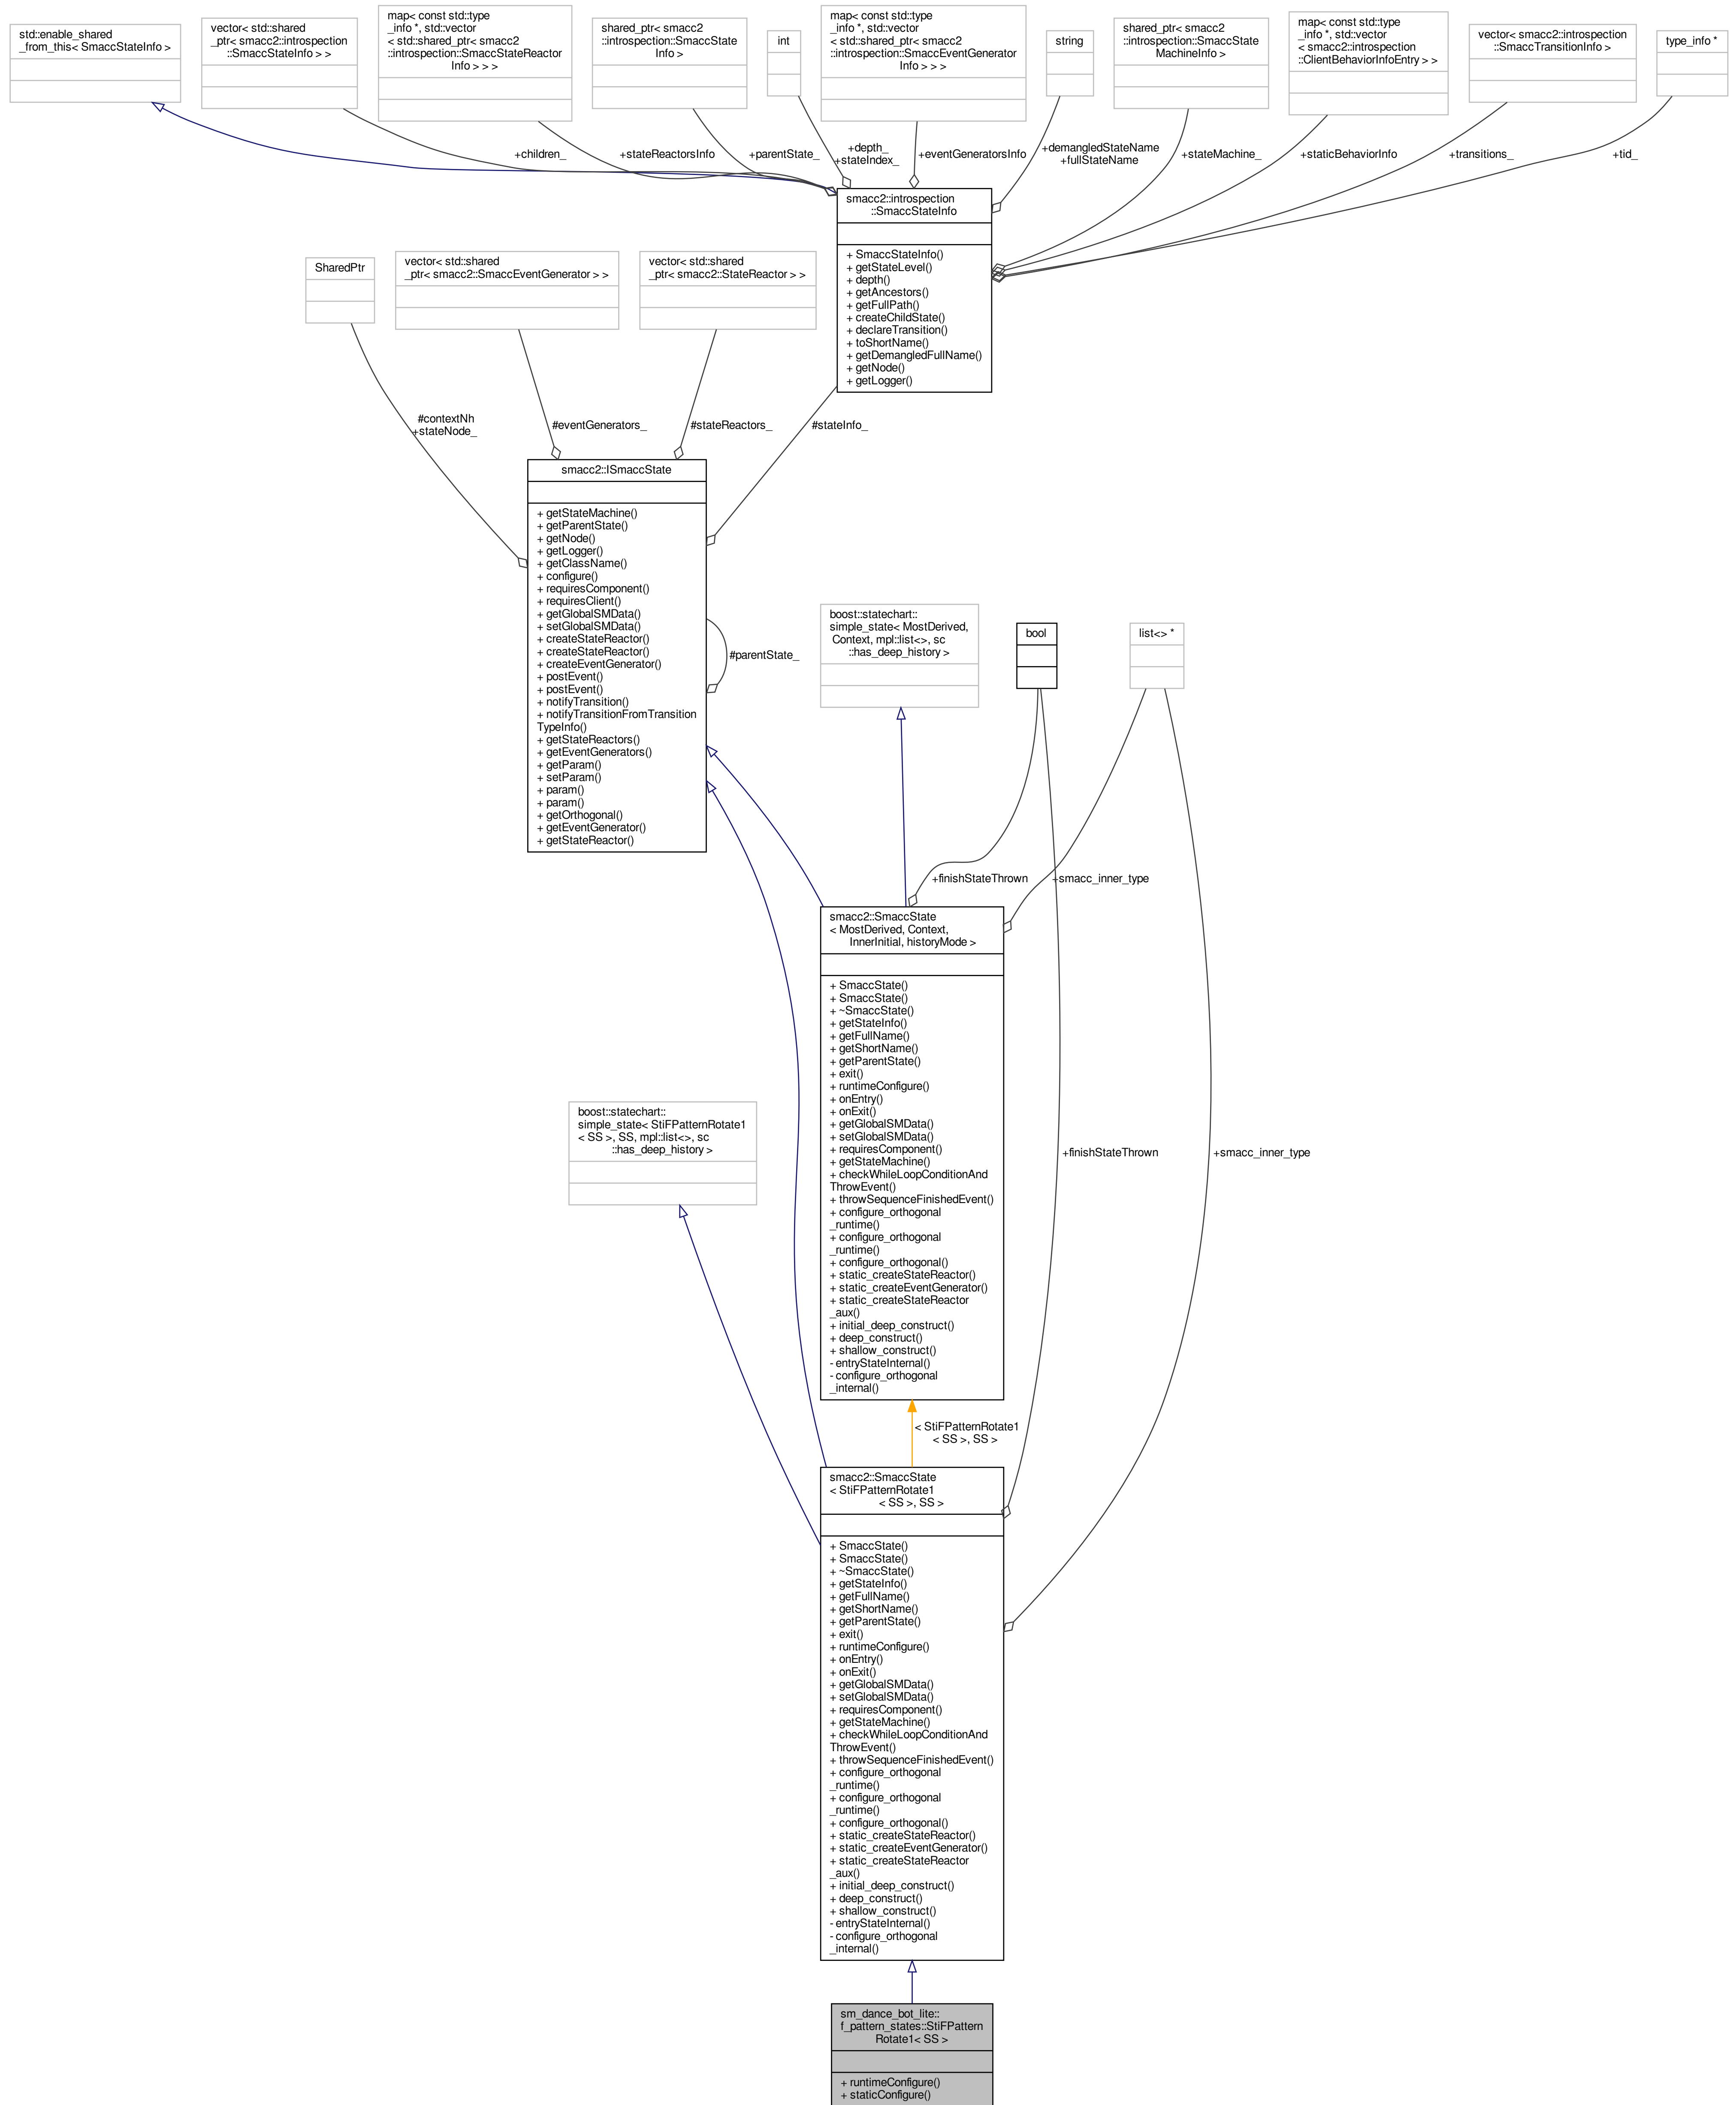 std::enable_shared
_from_this< SmaccStateInfo >
vector< std::shared
_ptr< smacc2::introspection
::SmaccStateInfo > >
map< const std::type
_info *, std::vector
< std::shared_ptr< smacc2
::introspection::SmaccStateReactor
Info > > >
shared_ptr< smacc2
::introspection::SmaccState
Info >
int
map< const std::type
_info *, std::vector
< std::shared_ptr< smacc2
::introspection::SmaccEventGenerator
Info > > >
string
shared_ptr< smacc2
::introspection::SmaccState
MachineInfo >
map< const std::type
_info *, std::vector
< smacc2::introspection
::ClientBehaviorInfoEntry > >
vector< smacc2::introspection
::SmaccTransitionInfo >
type_info *
+children_
+stateReactorsInfo
+parentState_
+depth_
+stateIndex_
+eventGeneratorsInfo
+demangledStateName
+fullStateName
+stateMachine_
+staticBehaviorInfo
+transitions_
+tid_
smacc2::introspection
::SmaccStateInfo
+ SmaccStateInfo()
+ getStateLevel()
+ depth()
+ getAncestors()
+ getFullPath()
+ createChildState()
+ declareTransition()
+ toShortName()
+ getDemangledFullName()
+ getNode()
+ getLogger()
SharedPtr
vector< std::shared
_ptr< smacc2::SmaccEventGenerator > >
vector< std::shared
_ptr< smacc2::StateReactor > >
#contextNh
+stateNode_
#eventGenerators_
#stateReactors_
#stateInfo_
smacc2::ISmaccState
+ getStateMachine()
+ getParentState()
+ getNode()
+ getLogger()
+ getClassName()
+ configure()
+ requiresComponent()
+ requiresClient()
+ getGlobalSMData()
+ setGlobalSMData()
+ createStateReactor()
+ createStateReactor()
+ createEventGenerator()
+ postEvent()
+ postEvent()
+ notifyTransition()
+ notifyTransitionFromTransition
TypeInfo()
+ getStateReactors()
+ getEventGenerators()
+ getParam()
+ setParam()
+ param()
+ param()
+ getOrthogonal()
+ getEventGenerator()
+ getStateReactor()
#parentState_
boost::statechart::
simple_state< MostDerived,
Context, mpl::list<>, sc
::has_deep_history >
bool
list<> *
+finishStateThrown
+smacc_inner_type
smacc2::SmaccState
< MostDerived, Context,
InnerInitial, historyMode >
+ SmaccState()
+ SmaccState()
+ ~SmaccState()
+ getStateInfo()
+ getFullName()
+ getShortName()
+ getParentState()
+ exit()
+ runtimeConfigure()
+ onEntry()
+ onExit()
+ getGlobalSMData()
+ setGlobalSMData()
+ requiresComponent()
+ getStateMachine()
+ checkWhileLoopConditionAnd
ThrowEvent()
+ throwSequenceFinishedEvent()
+ configure_orthogonal
_runtime()
+ configure_orthogonal
_runtime()
+ configure_orthogonal()
+ static_createStateReactor()
+ static_createEventGenerator()
+ static_createStateReactor
_aux()
+ initial_deep_construct()
+ deep_construct()
+ shallow_construct()
- entryStateInternal()
- configure_orthogonal
_internal()
boost::statechart::
simple_state< StiFPatternRotate1
< SS >, SS, mpl::list<>, sc
::has_deep_history >
+finishStateThrown
+smacc_inner_type
< StiFPatternRotate1
< SS >, SS >
smacc2::SmaccState
< StiFPatternRotate1
< SS >, SS >
+ SmaccState()
+ SmaccState()
+ ~SmaccState()
+ getStateInfo()
+ getFullName()
+ getShortName()
+ getParentState()
+ exit()
+ runtimeConfigure()
+ onEntry()
+ onExit()
+ getGlobalSMData()
+ setGlobalSMData()
+ requiresComponent()
+ getStateMachine()
+ checkWhileLoopConditionAnd
ThrowEvent()
+ throwSequenceFinishedEvent()
+ configure_orthogonal
_runtime()
+ configure_orthogonal
_runtime()
+ configure_orthogonal()
+ static_createStateReactor()
+ static_createEventGenerator()
+ static_createStateReactor
_aux()
+ initial_deep_construct()
+ deep_construct()
+ shallow_construct()
- entryStateInternal()
- configure_orthogonal
_internal()
sm_dance_bot_lite::
f_pattern_states::StiFPattern
Rotate1< SS >
+ runtimeConfigure()
+ staticConfigure()